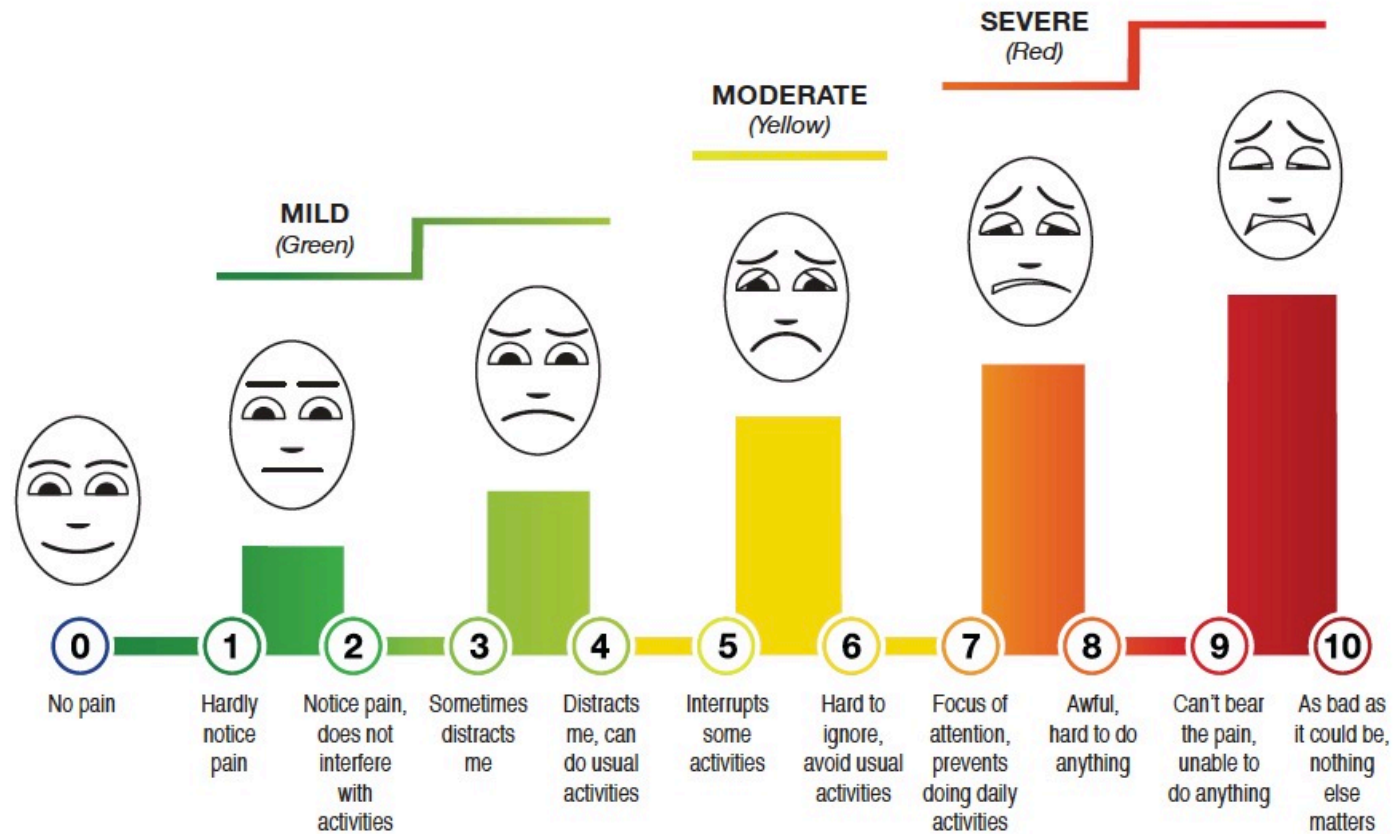 SEVERE
(Red)
MODERATE
(Yellow)
MILD
(Green)
0
1
2
3
4
5
6
7
8
9
10
No pain
Hardly
notice
pain
Notice pain,
does not
interfere
with
activities
Sometimes
distracts
me
Distracts
me, can
do usual
activities
Interrupts
some
activities
Hard to
ignore,
avoid usual
activities
Focus of
attention,
prevents
doing daily
activities
Awful,
hard to do
anything
Can't bear
the pain,
unable to
do anything
As bad as
it could be,
nothing
else
matters